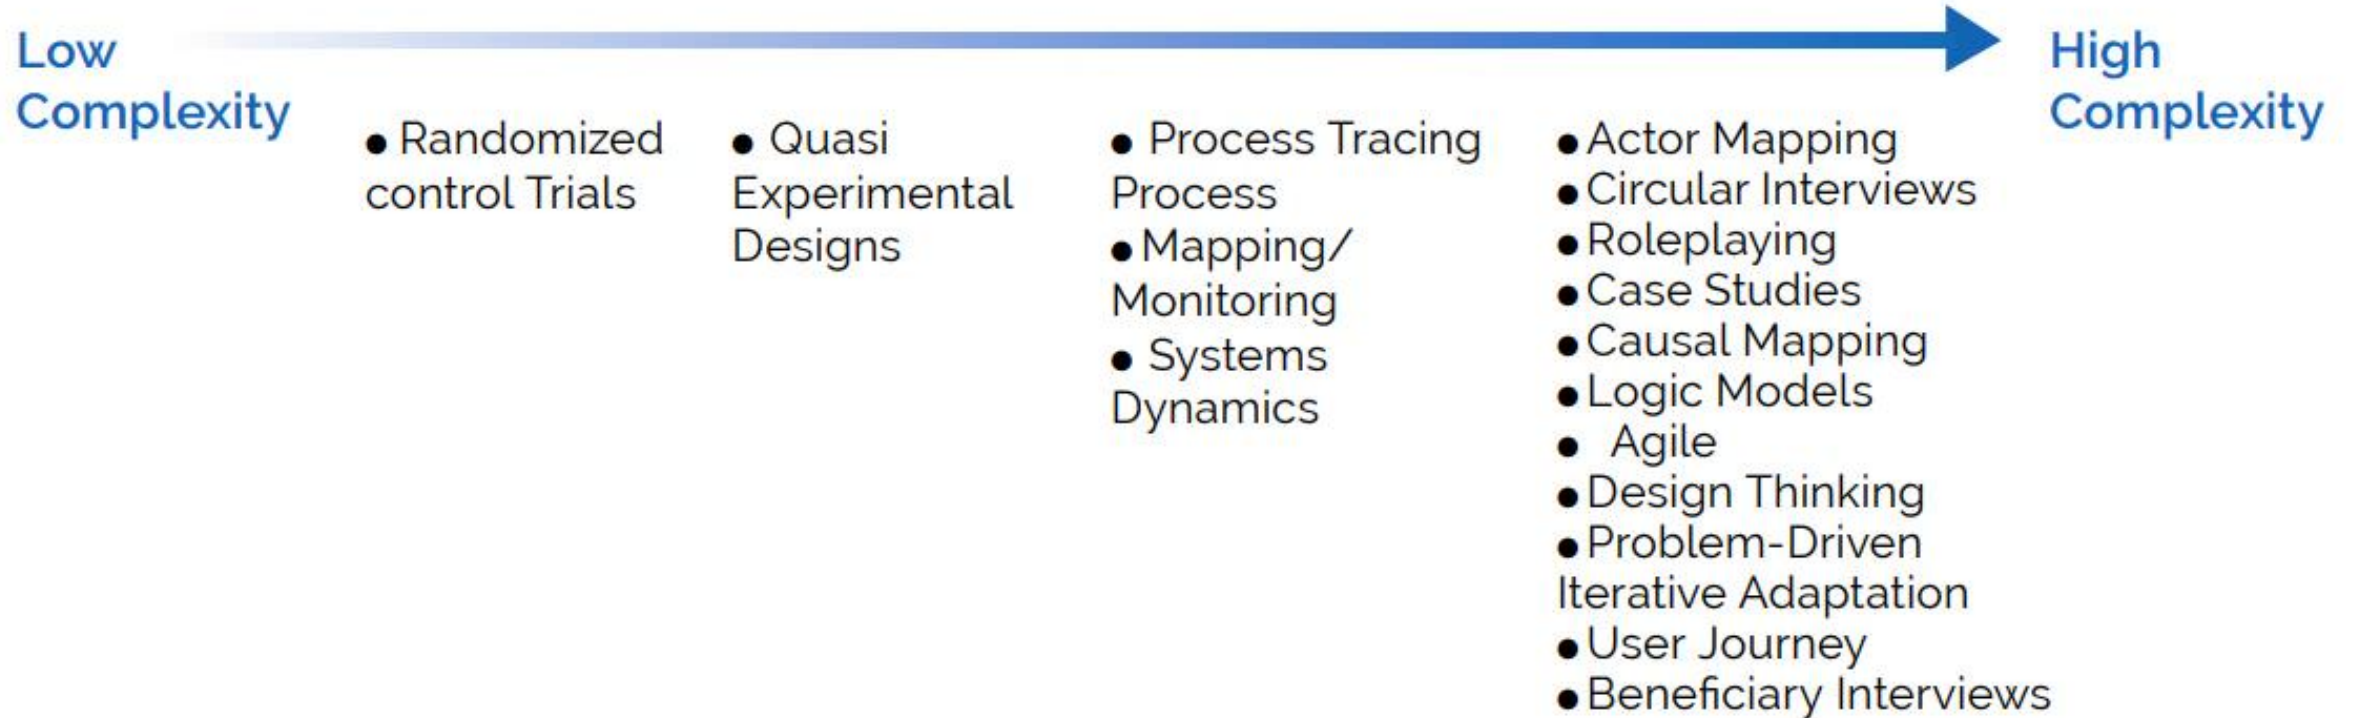 Low
Complexity
High
Complexity
● Randomized
control Trials
● Quasi
Experimental
Designs
● Process Tracing
Process
● Mapping/
Monitoring
● Systems
Dynamics
● Actor Mapping
● Circular Interviews
● Roleplaying
● Case Studies
● Causal Mapping
● Logic Models
● Agile
● Design Thinking
● Problem-Driven
Iterative Adaptation
● User Journey
● Beneficiary Interviews